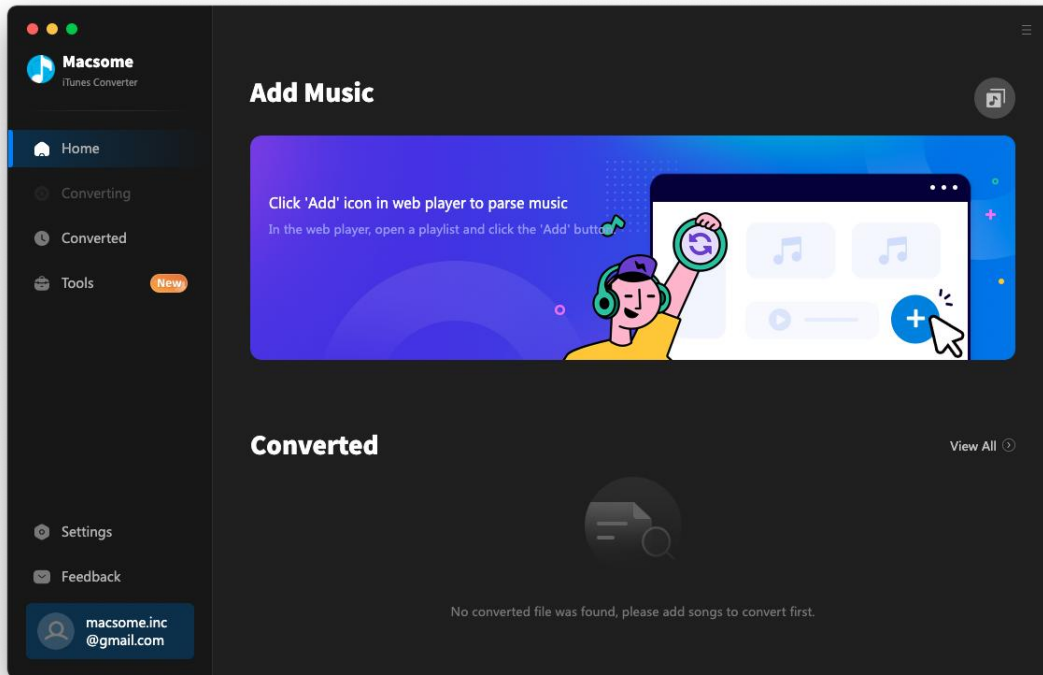 Macsome
iTunes Converter
Home
Converting
Converted
Tools
New
Settings
Feedback
macsome.inc
@gmail.com
Add Music
Click 'Add' icon in web player to parse music
In the web player, open a playlist and click the 'Add' button.
Converted
View All
No converted file was found, please add songs to convert first.